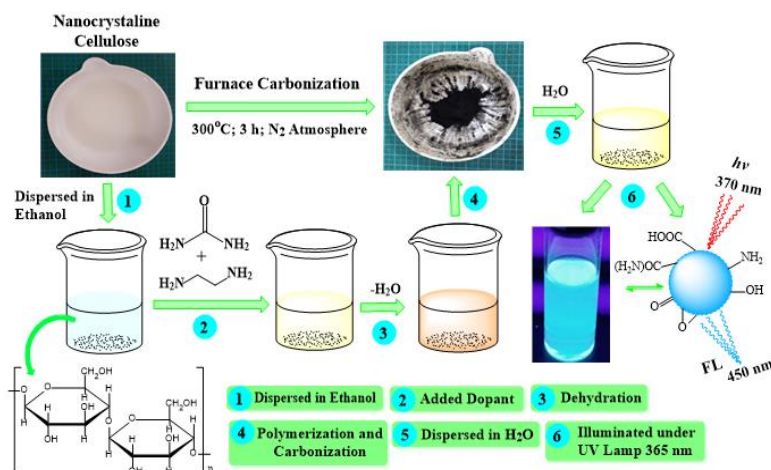 Nanocrystaline
Cellulose
Furnace Carbonization
300°C; 3 h; N₂ Atmosphere
H₂O
5
Dispersed in
Ethanol
1
4
6
hν
370 nm
O
H₂N
NH₂
+
H₂N
NH₂
2
-H₂O
3
HOOC
NH₂
(H₂N)OC
OH
O
O
FL
450 nm
CH₂OH
H
O
H
OH
H
H
OH
O
H
CH₂OH
n
1 Dispersed in Ethanol
2 Added Dopant
3 Dehydration
4 Polymerization and
Carbonization
5 Dispersed in H₂O
6 Illuminated under
UV Lamp 365 nm